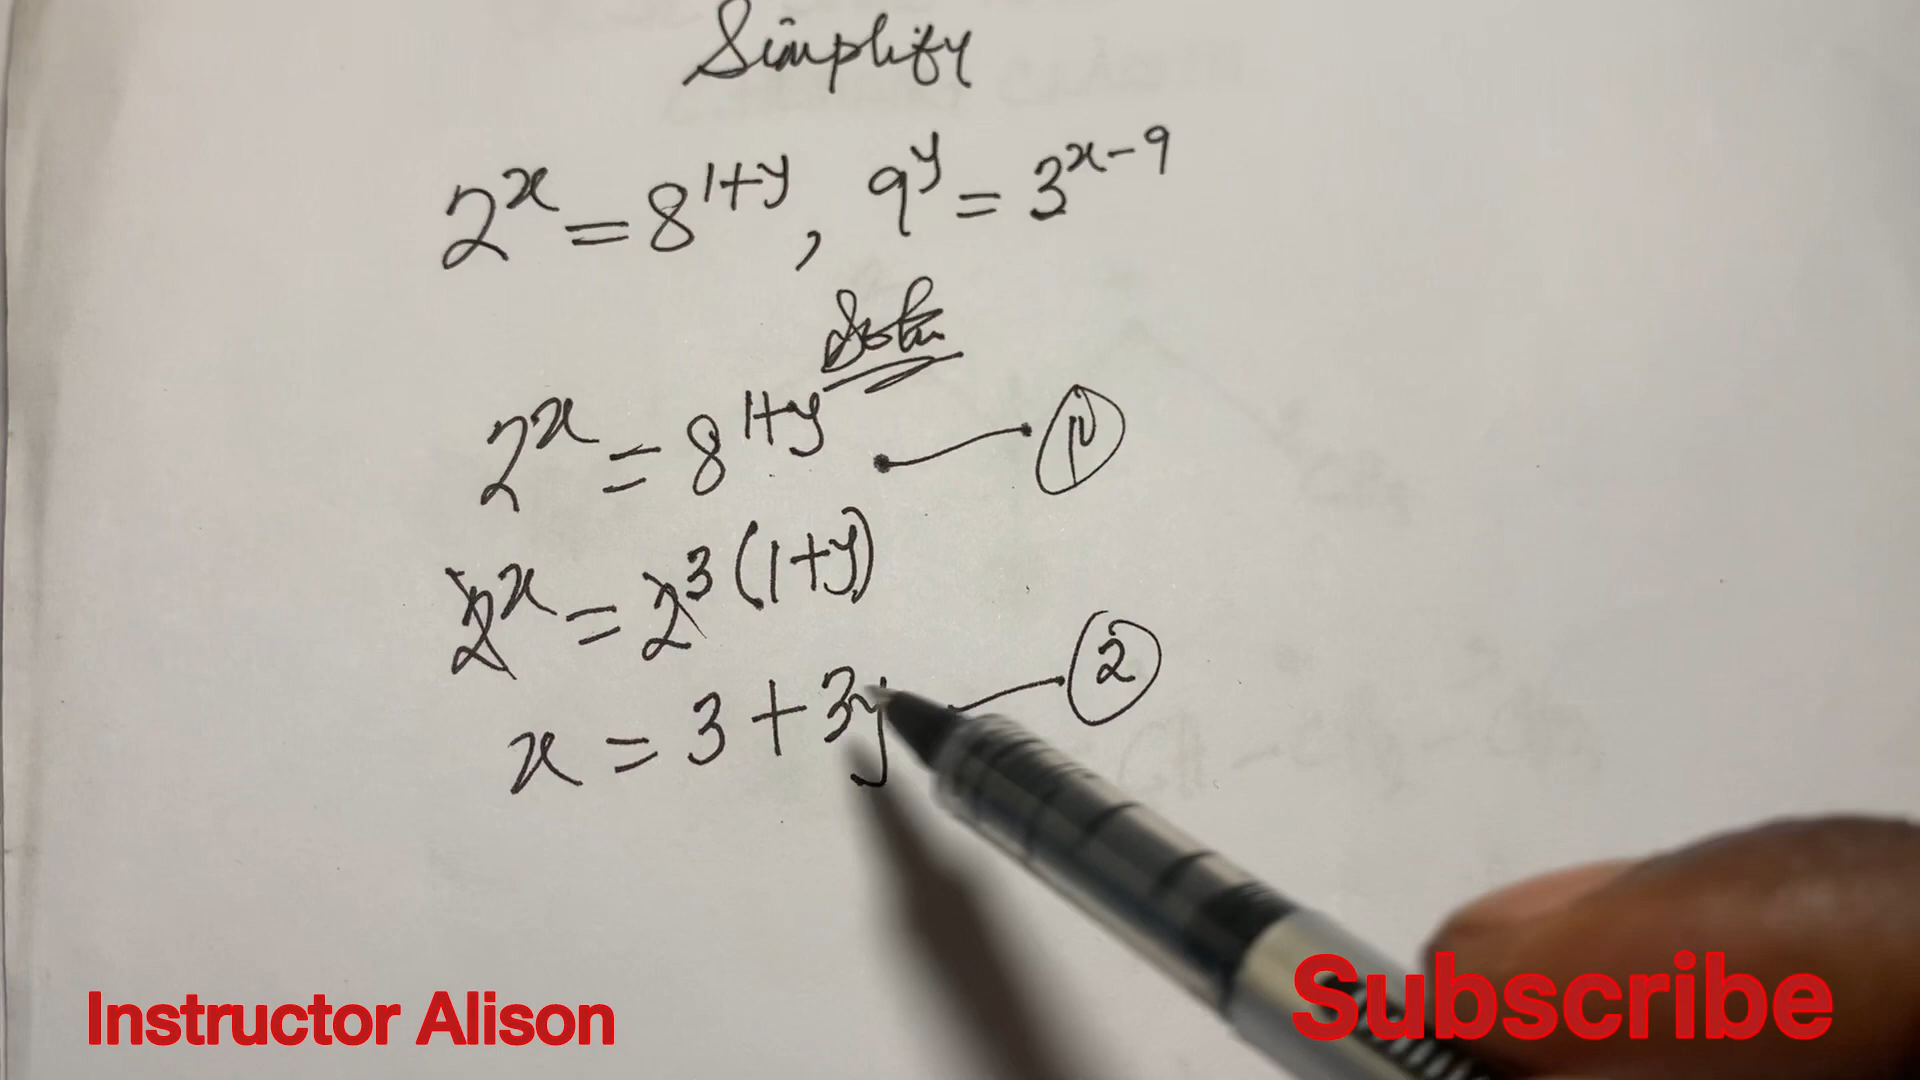 Simplify
2^x = 8^{1+y}, 9^y = 3^{x-9}
Soln
2^x = 8^{1+y}
2^x = 2^{3(1+y)}
x = 3 + 3y — ②
Instructor Alison
Subscribe